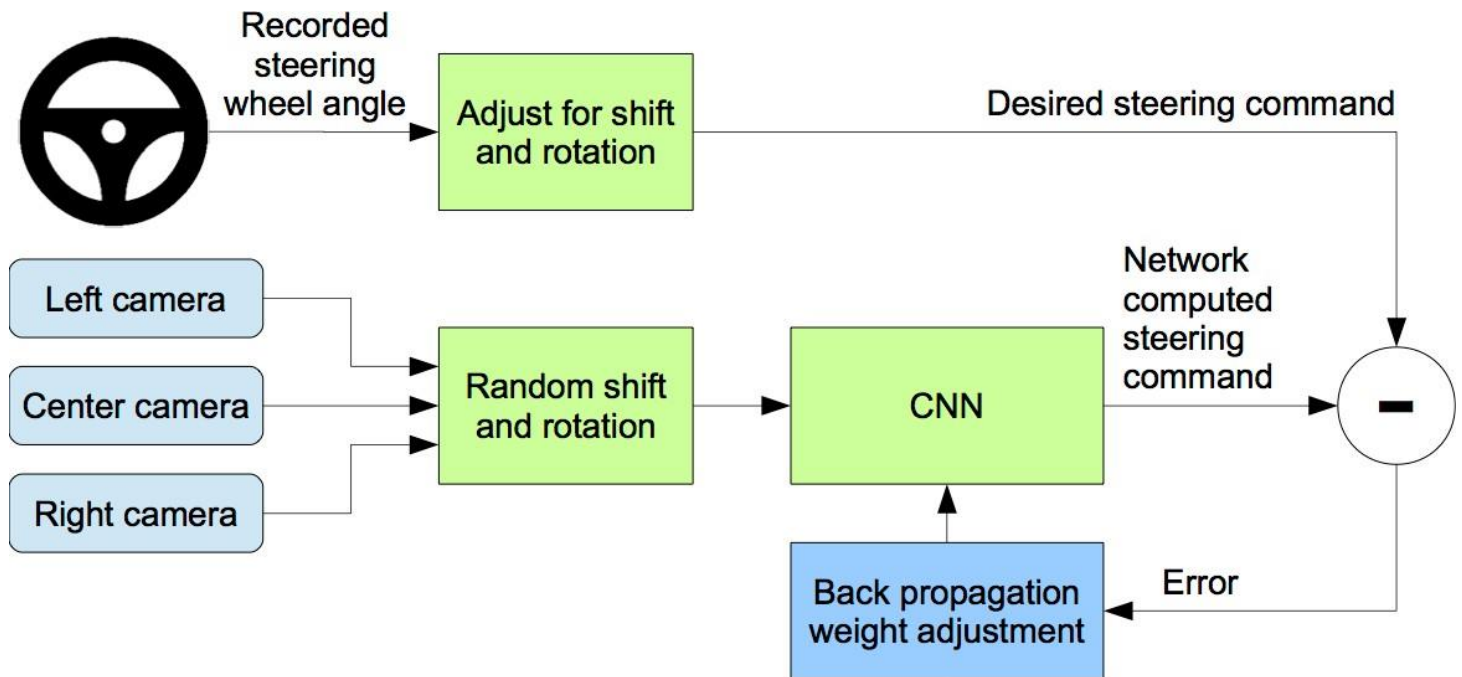 Recorded
steering
wheel angle
Adjust for shift
and rotation
Desired steering command
Left camera
Center camera
Right camera
Random shift
and rotation
CNN
Network
computed
steering
command
-
Back propagation
weight adjustment
Error